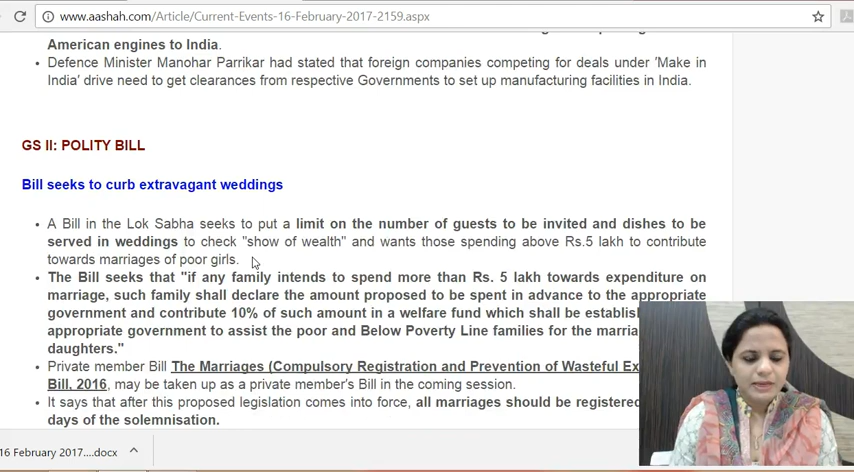 www.aashah.com/Article/Current-Events-16-February-2017-2159.aspx
American engines to India.
Defence Minister Manohar Parrikar had stated that foreign companies competing for deals under 'Make in
India' drive need to get clearances from respective Governments to set up manufacturing facilities in India.
GS II: POLITY BILL
Bill seeks to curb extravagant weddings
A Bill in the Lok Sabha seeks to put a limit on the number of guests to be invited and dishes to be
served in weddings to check "show of wealth" and wants those spending above Rs.5 lakh to contribute
towards marriages of poor girls.
The Bill seeks that "if any family intends to spend more than Rs. 5 lakh towards expenditure on
marriage, such family shall declare the amount proposed to be spent in advance to the appropriate
government and contribute 10% of such amount in a welfare fund which shall be
appropriate government to assist the poor and Below Poverty Line families for the
daughters."
Private member Bill The Marriages (Compulsory Registration and Prevention of Wasteful
Bill, 2016, may be taken up as a private member's Bill in the coming session.
It says that after this proposed legislation comes into force, all marriages should be registered
days of the solemnisation.
16 February 2017....docx